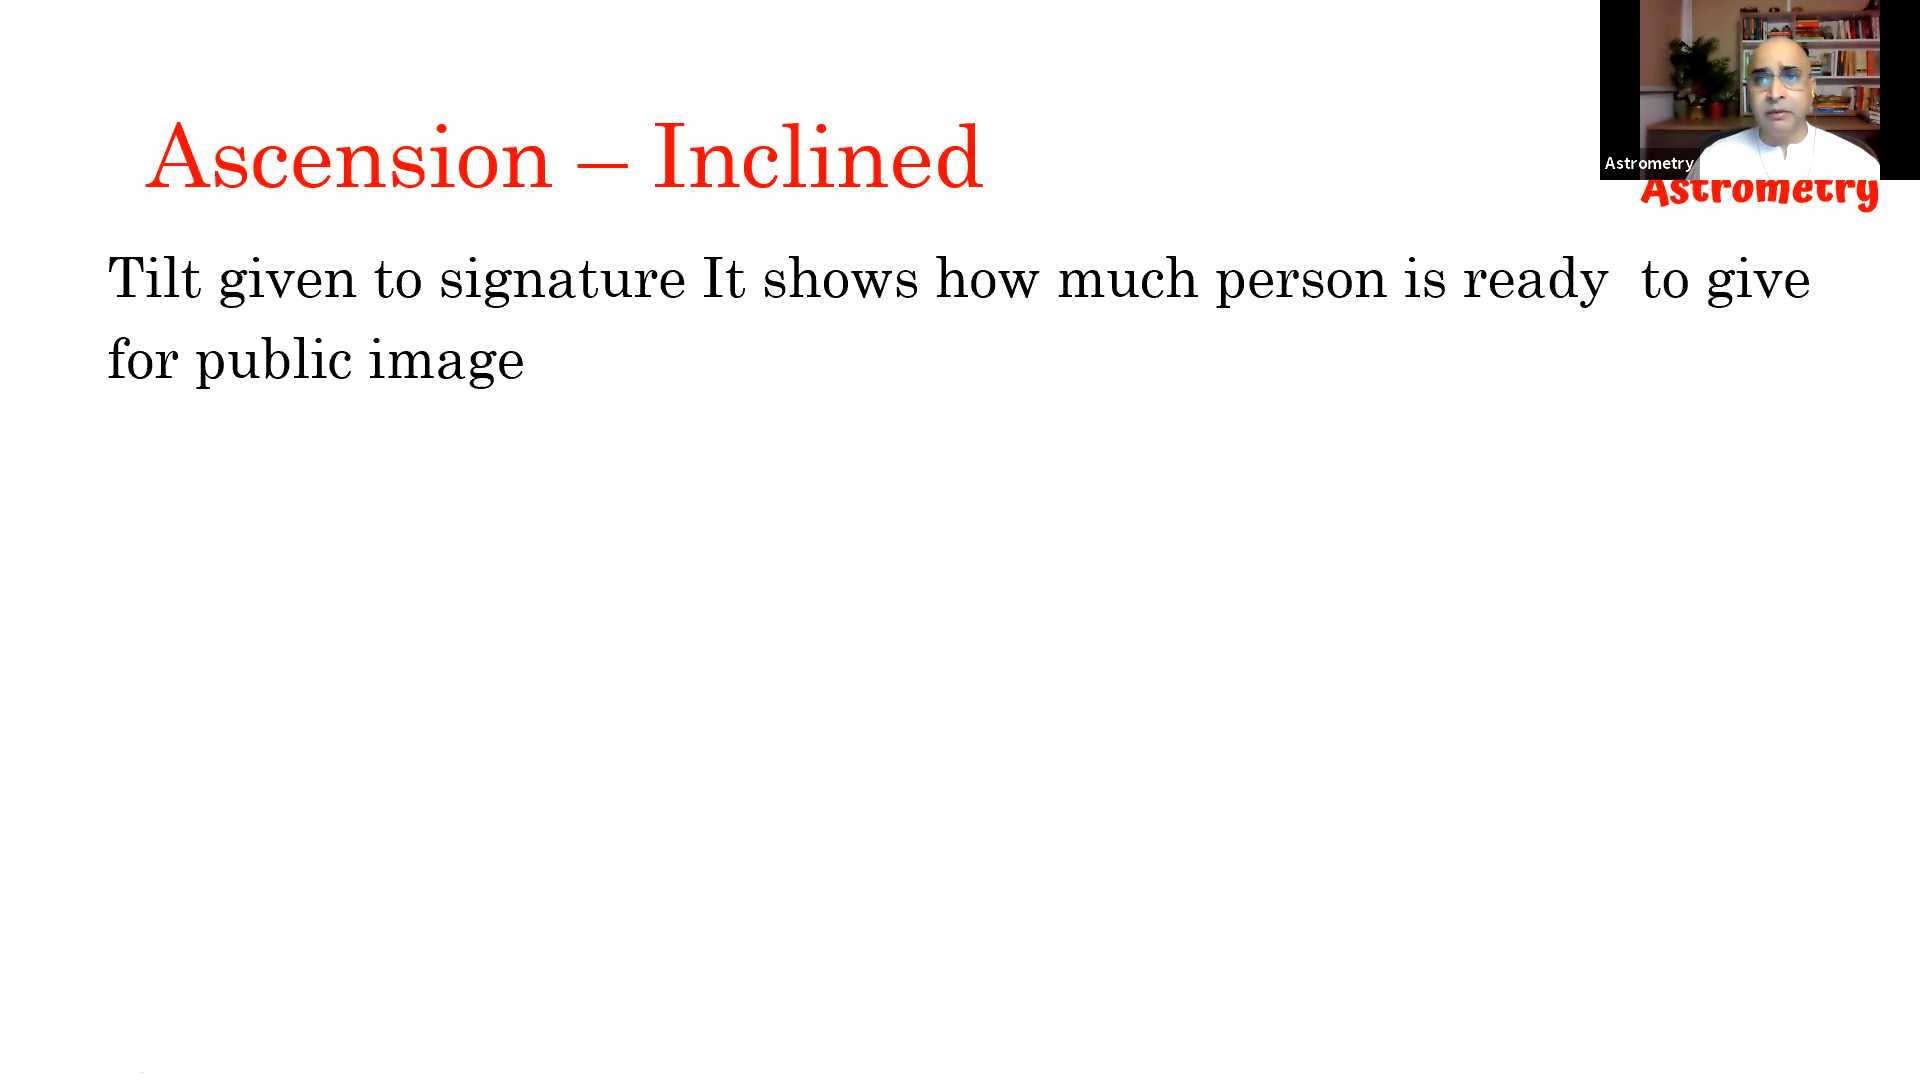 Astrometry
Astrometry
Ascension – Inclined
Tilt given to signature It shows how much person is ready  to give
for public image